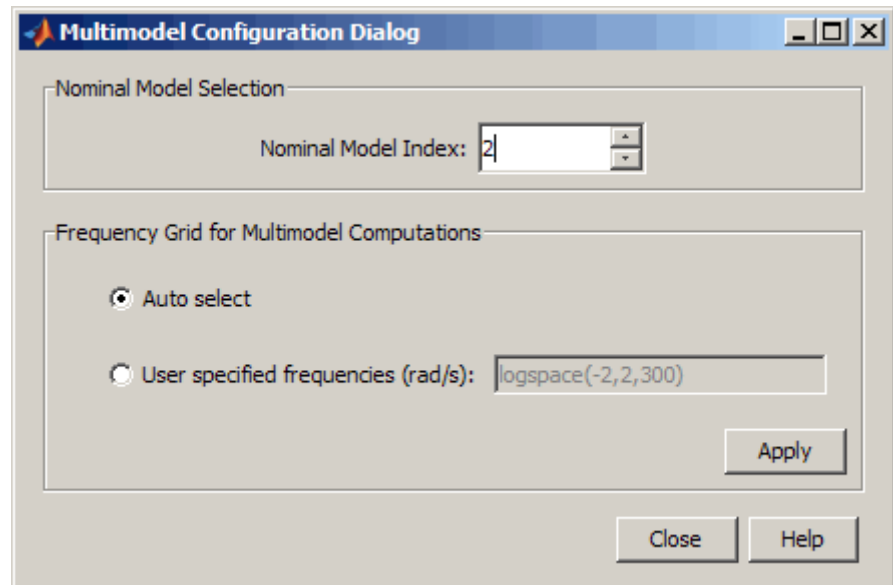 Multimodel Configuration Dialog
Nominal Model Selection
Nominal Model Index: 2
Frequency Grid for Multimodel Computations
Auto select
User specified frequencies (rad/s): logspace(-2,2,300)
Apply
Close Help